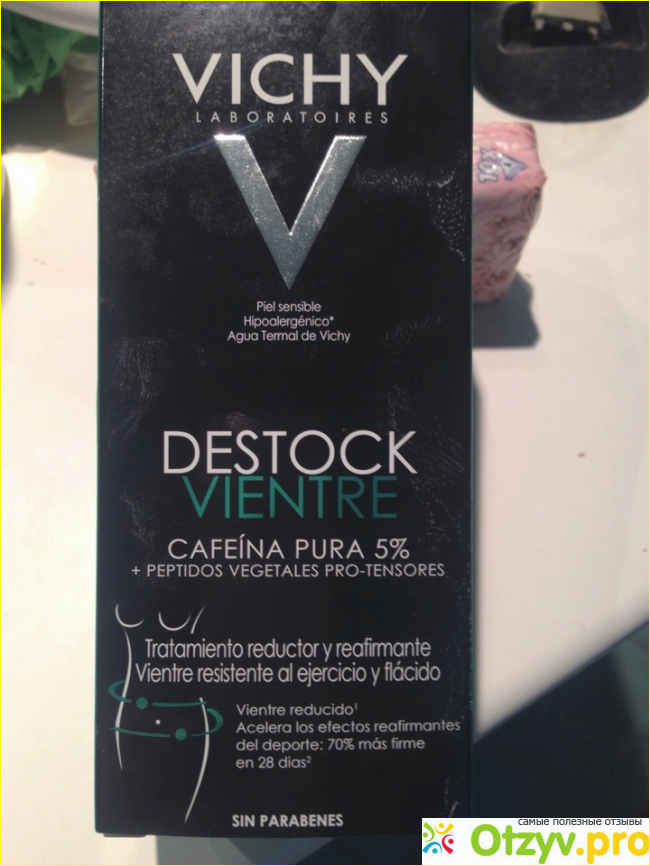 VICHY
LABORATOIRES
V
Piel sensible
Hipoalergénico*
Agua Termal de Vichy
DESTOCK
VIENTRE
CAFEÍNA PURA 5%
+ PEPTIDOS VEGETALES PRO-TENSORES
Tratamiento reductor y reafirmante
Vientre resistente al ejercicio y flácido
Vientre reducido¹
Acelera los efectos reafirmantes
del deporte: 70% más firme
en 28 dias²
SIN PARABENES
самые полезные отзывы
Otzyv.pro